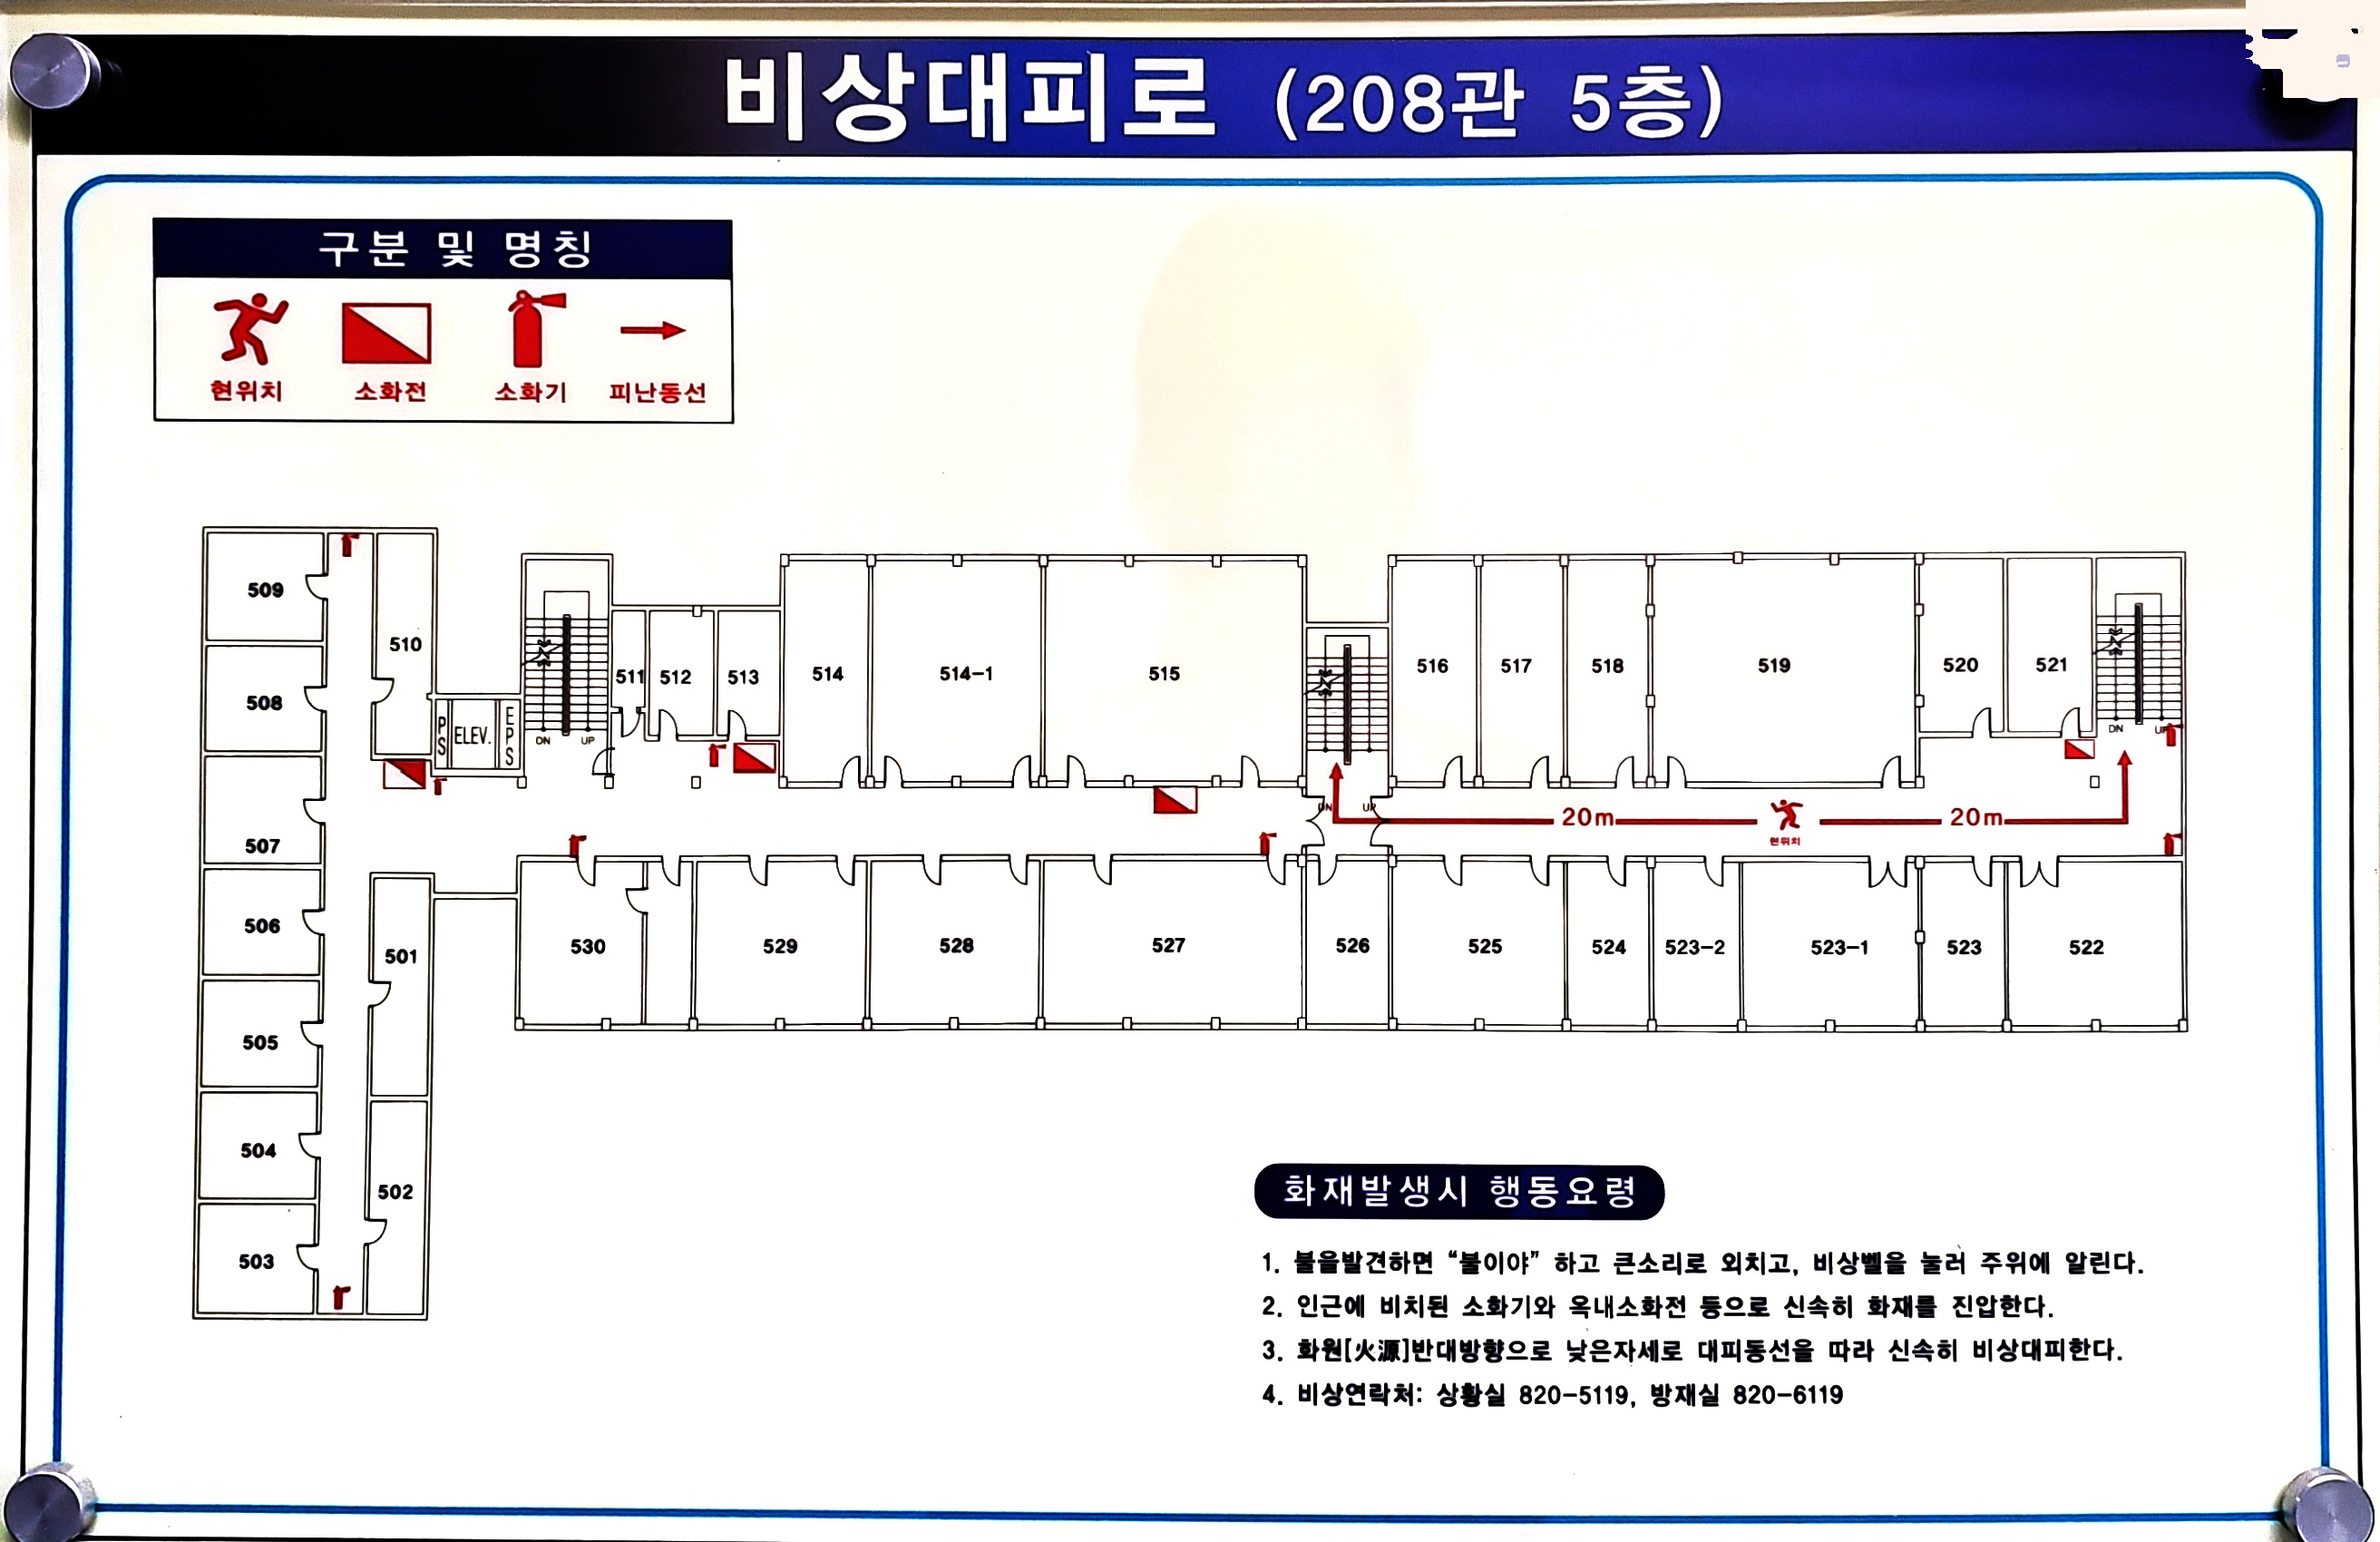 비상대피로 (208관 5층)
구분 및 명칭
현위치 소화전 소화기 피난동선
509
508
507
506
505
504
503
510
501
502
PS
ELEV.
EPS
DN UP
511 512 513 514 514-1 515
DN UP
516 517 518 519 520 521
DN UP
20m 현위치 20m
530 529 528 527 526 525 524 523-2 523-1 523 522
화재발생시 행동요령
1. 불을발견하면 “불이야” 하고 큰소리로 외치고, 비상벨을 눌러 주위에 알린다.
2. 인근에 비치된 소화기와 옥내소화전 등으로 신속히 화재를 진압한다.
3. 화원[火源]반대방향으로 낮은자세로 대피동선을 따라 신속히 비상대피한다.
4. 비상연락처: 상황실 820-5119, 방재실 820-6119